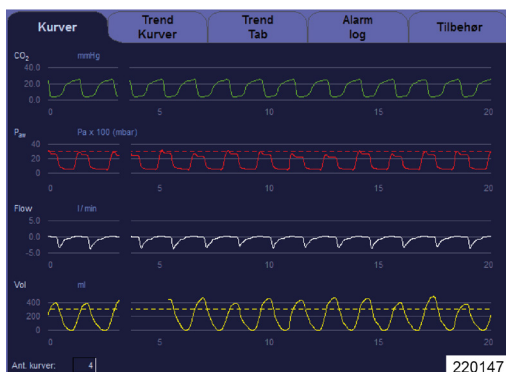 Kurver
Trend Kurver
Trend Tab
Alarm log
Tilbehør
CO2 mmHg
40.0
20.0
0.0
0 5 10 15 20
Paw Pa x 100 (mbar)
40
20
0
0 5 10 15 20
Flow l/min
5.0
0.0
-5.0
0 5 10 15 20
Vol ml
400
200
0
0 5 10 15 20
Ant. kurver: 4
220147